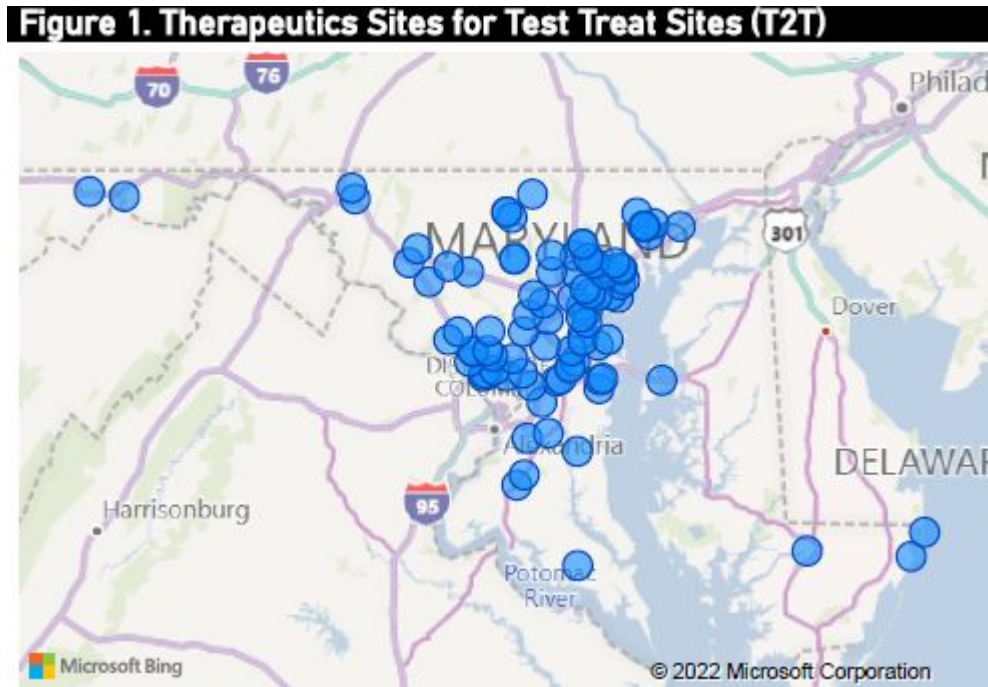 Figure 1. Therapeutics Sites for Test Treat Sites (T2T)
76
70
Philad
MARYLAND
301
Dover
COLUM
Alexandria
DELAWAR
95
Harrisonburg
Potomac
River
Microsoft Bing
© 2022 Microsoft Corporation